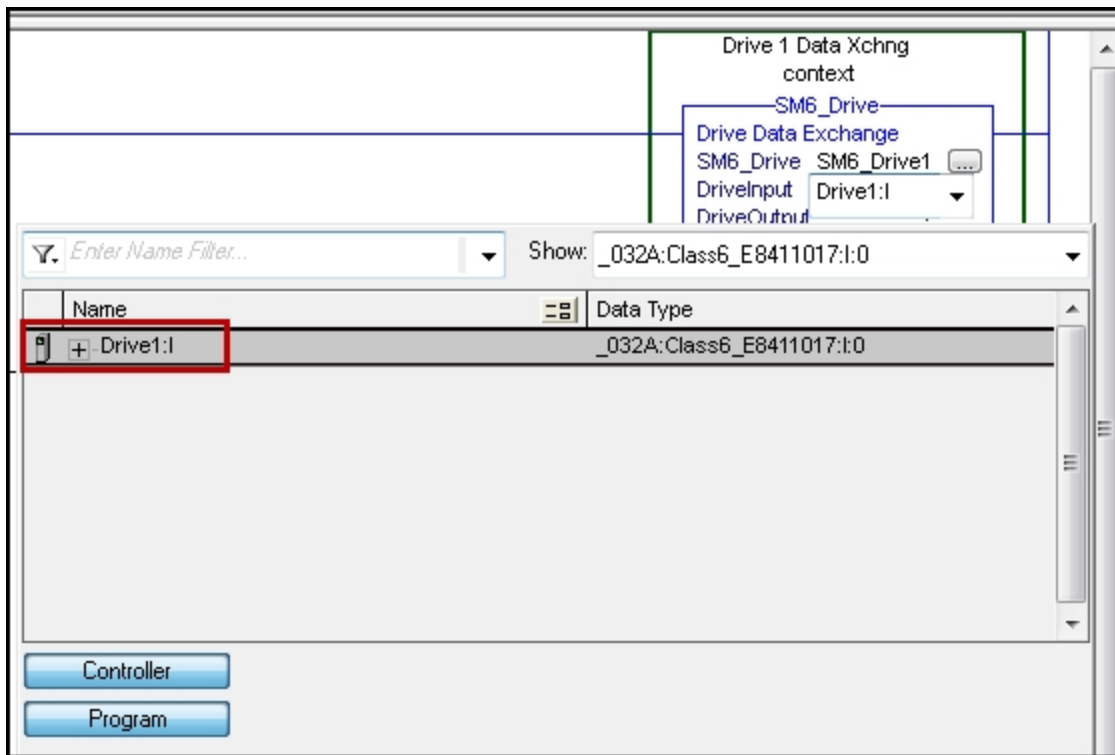 Drive 1 Data Xchng
context
SM6_Drive
Drive Data Exchange
SM6_Drive SM6_Drive1 ...
DriveInput Drive1:I
DriveOutput
Enter Name Filter... Show: _032A:Class6_E8411017:I:0
Name Data Type
Drive1:I _032A:Class6_E8411017:I:0
Controller
Program